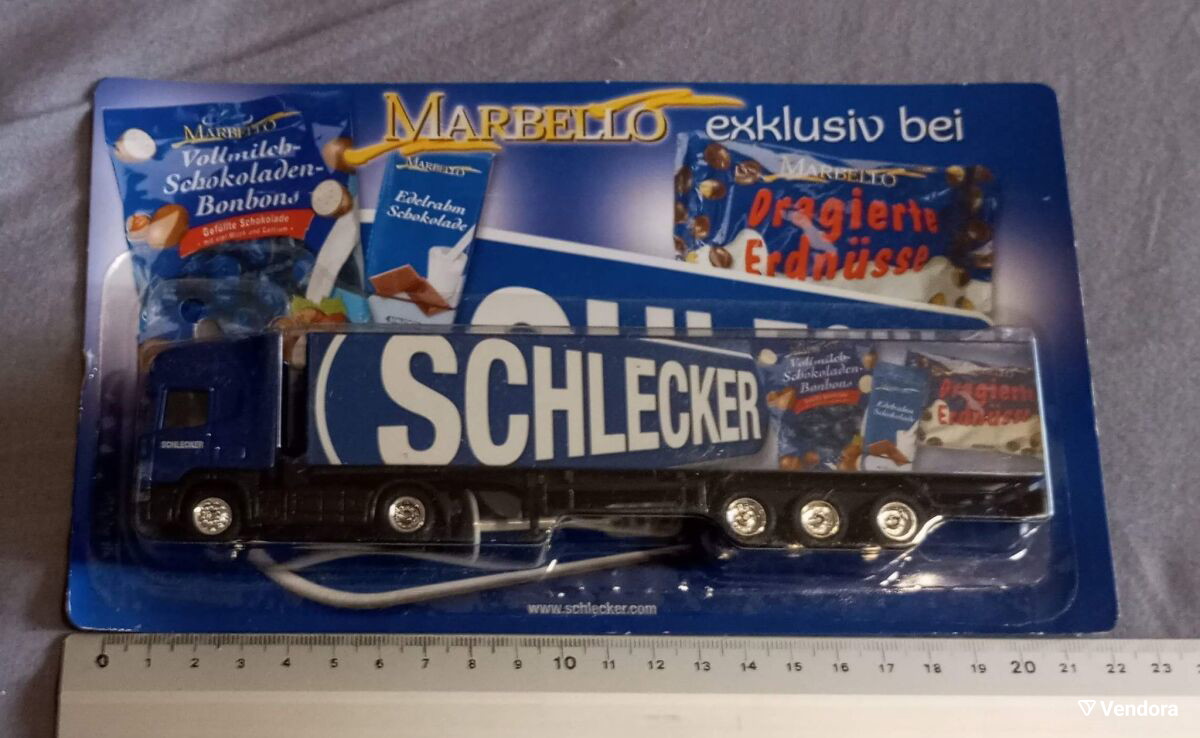 MARBELLO exklusiv bei
MARBELLO
Vollmilch-
Schokoladen-
Bonbons
Gefüllte Schokolade
MARBELLO
Edelrahm
Schokolade
MARBELLO
Dragierte
Erdnüsse
SCHLECKER
SCHLECKER
Vollmilch-
Schokoladen-
Bonbons
Edelrahm
Schokolade
Dragierte
Erdnüsse
www.schlecker.com
0 1 2 3 4 5 6 7 8 9 10 11 12 13 14 15 16 17 18 19 20 21 22 23
Vendora